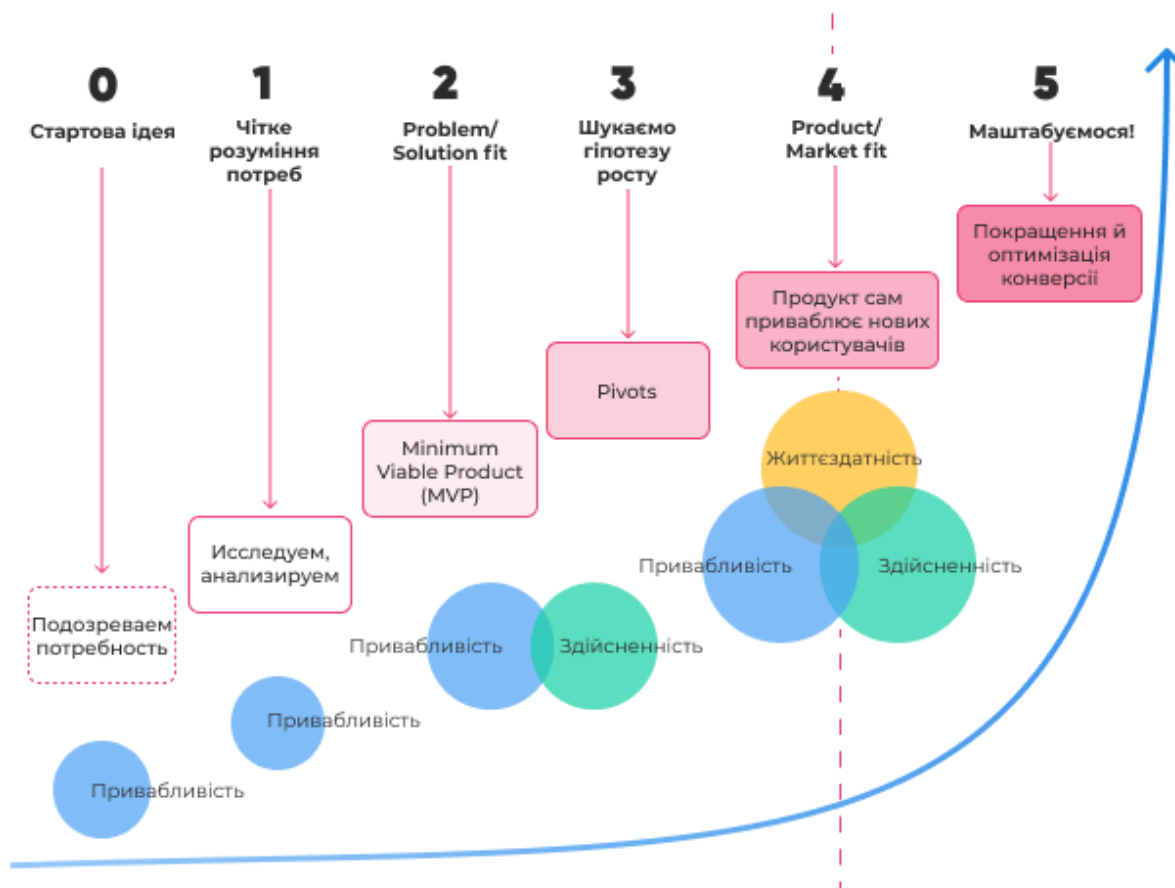 0
Стартова ідея
1
Чітке
розуміння
потреб
2
Problem/
Solution fit
3
Шукаємо
гіпотезу
росту
4
Product/
Market fit
5
Маштабуємося!
Покращення й
оптимізація
конверсії
Продукт сам
приваблює нових
користувачів
Pivots
Minimum
Viable Product
(MVP)
Исследуем,
анализируем
Подозреваем
потребность
Життєздатність
Привабливість
Здійсненність
Привабливість
Здійсненність
Привабливість
Привабливість